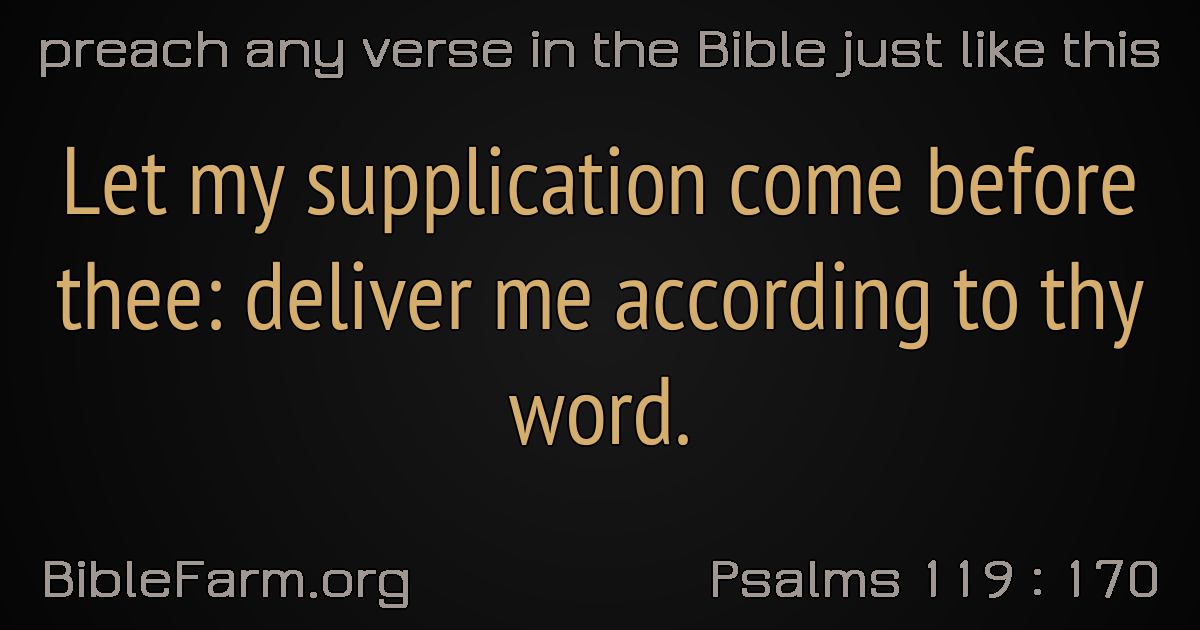 preach any verse in the Bible just like this
Let my supplication come before
thee: deliver me according to thy
word.
BibleFarm.org
Psalms 119 : 170